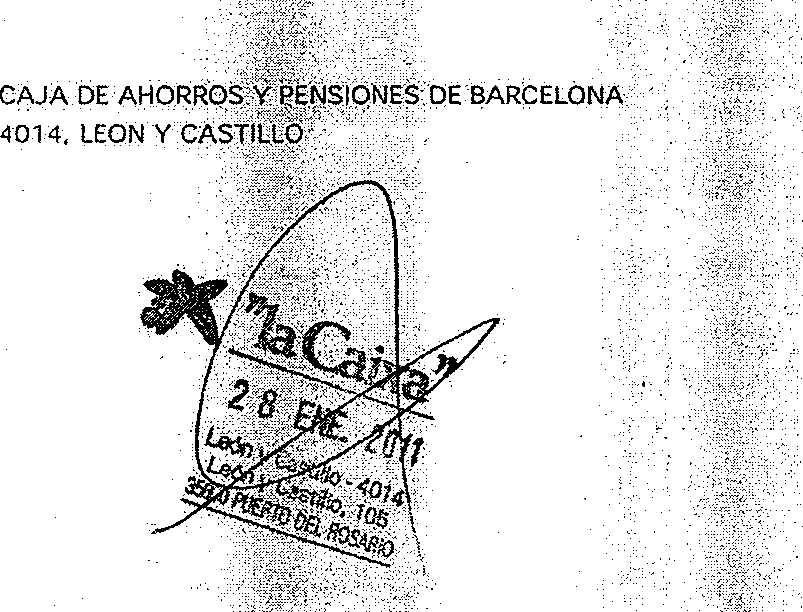 CAJA DE AHORROS Y PENSIONES DE BARCELONA
4014, LEON Y CASTILLO
"la Caixa"
28 ENE. 2011
León y Castillo - 4014
León y Castillo, 105
PUERTO DEL ROSARIO